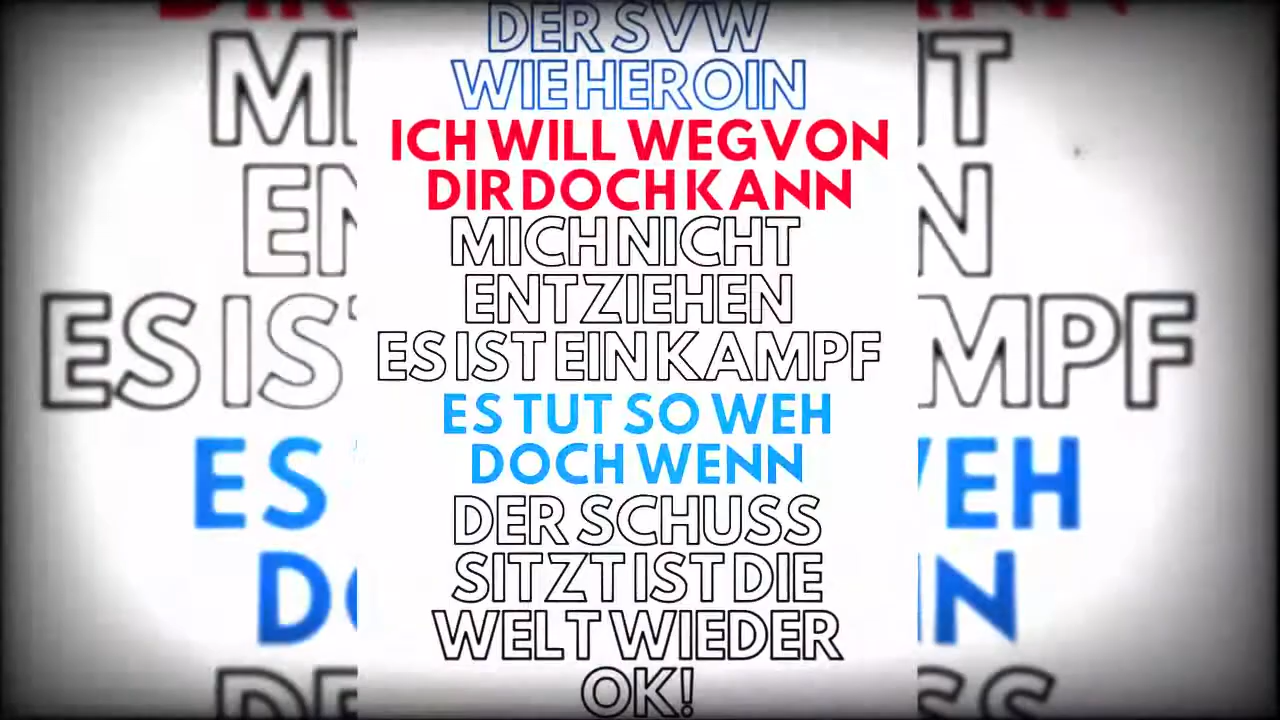 DER SVW
WIE HEROIN
ICH WILL WEG VON
DIR DOCH KANN
MICH NICHT
ENTZIEHEN
ES IST EIN KAMPF
ES TUT SO WEH
DOCH WENN
DER SCHUSS
SITZT IST DIE
WELT WIEDER
OK!